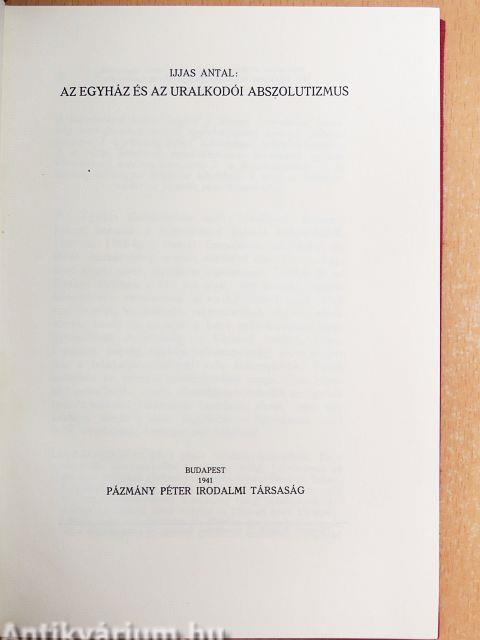 IJJAS ANTAL:
AZ EGYHÁZ ÉS AZ URALKODÓI ABSZOLUTIZMUS
BUDAPEST
1941
PÁZMÁNY PÉTER IRODALMI TÁRSASÁG
Antikvárium.hu